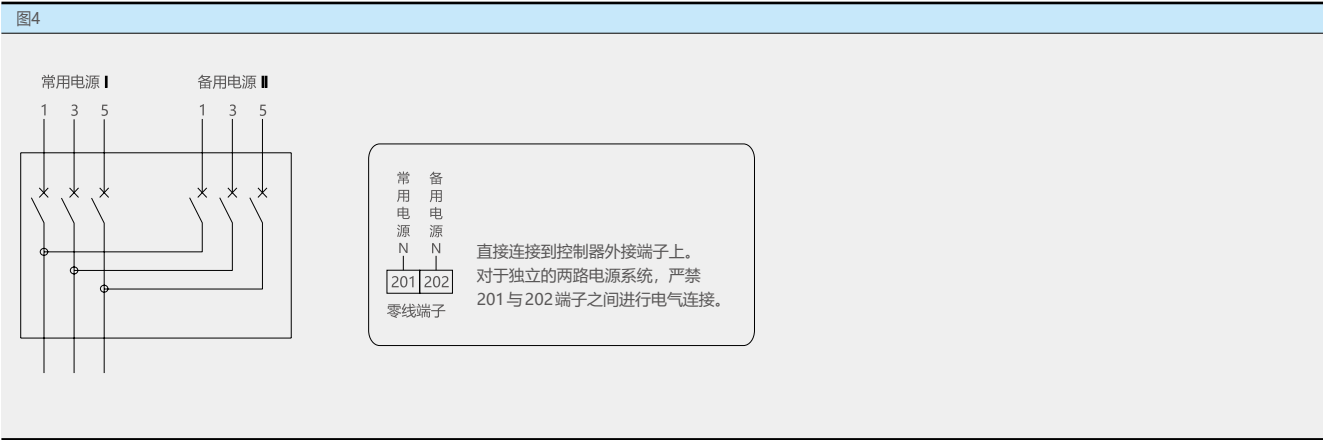 图4
常用电源 I
备用电源 II
1 3 5
1 3 5
常用电源N
备用电源N
201 202
零线端子
直接连接到控制器外接端子上。
对于独立的两路电源系统，严禁
201与202端子之间进行电气连接。